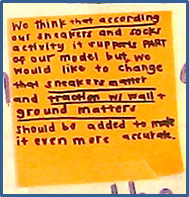 We think that according
our sneakers and socks
activity it supports PART
of our model but we
would like to change
that sneakers matter
and traction w/ wall +
ground matters
should be added to make
it even more accurate.